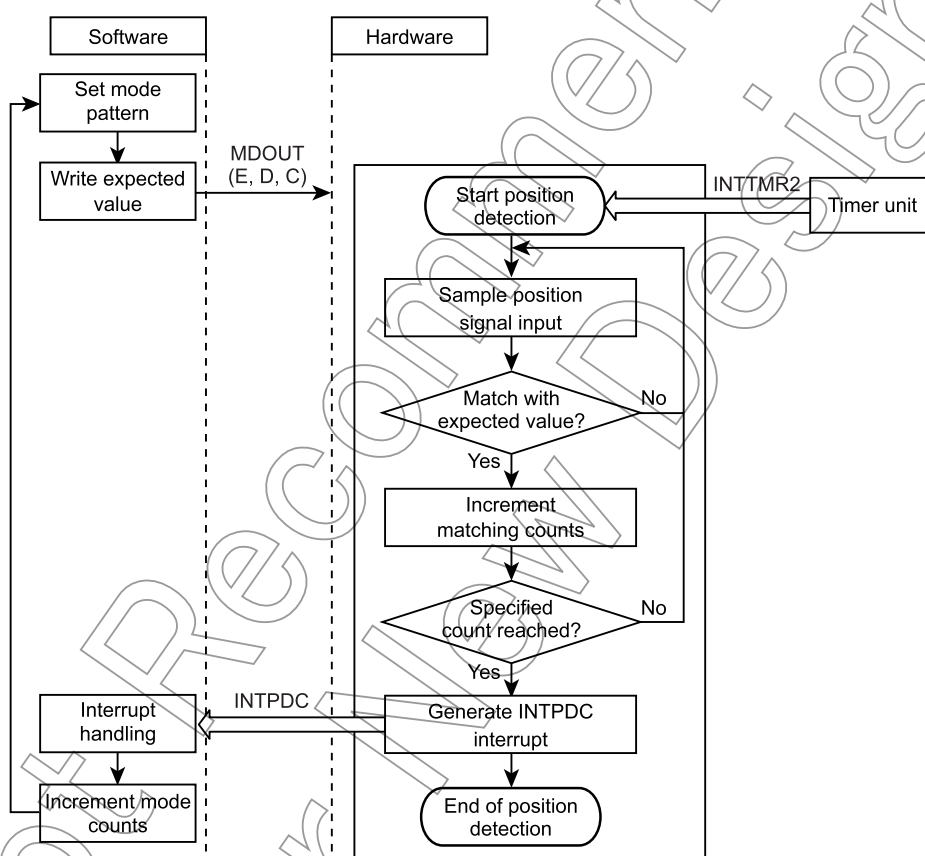 Software
Hardware
Set mode
pattern
Write expected
value
MDOUT
(E, D, C)
Start position
detection
INTTMR2
Timer unit
Sample position
signal input
Match with
expected value?
No
Yes
Increment
matching counts
Specified
count reached?
No
Yes
Generate INTPDC
interrupt
INTPDC
Interrupt
handling
Increment mode
counts
End of position
detection